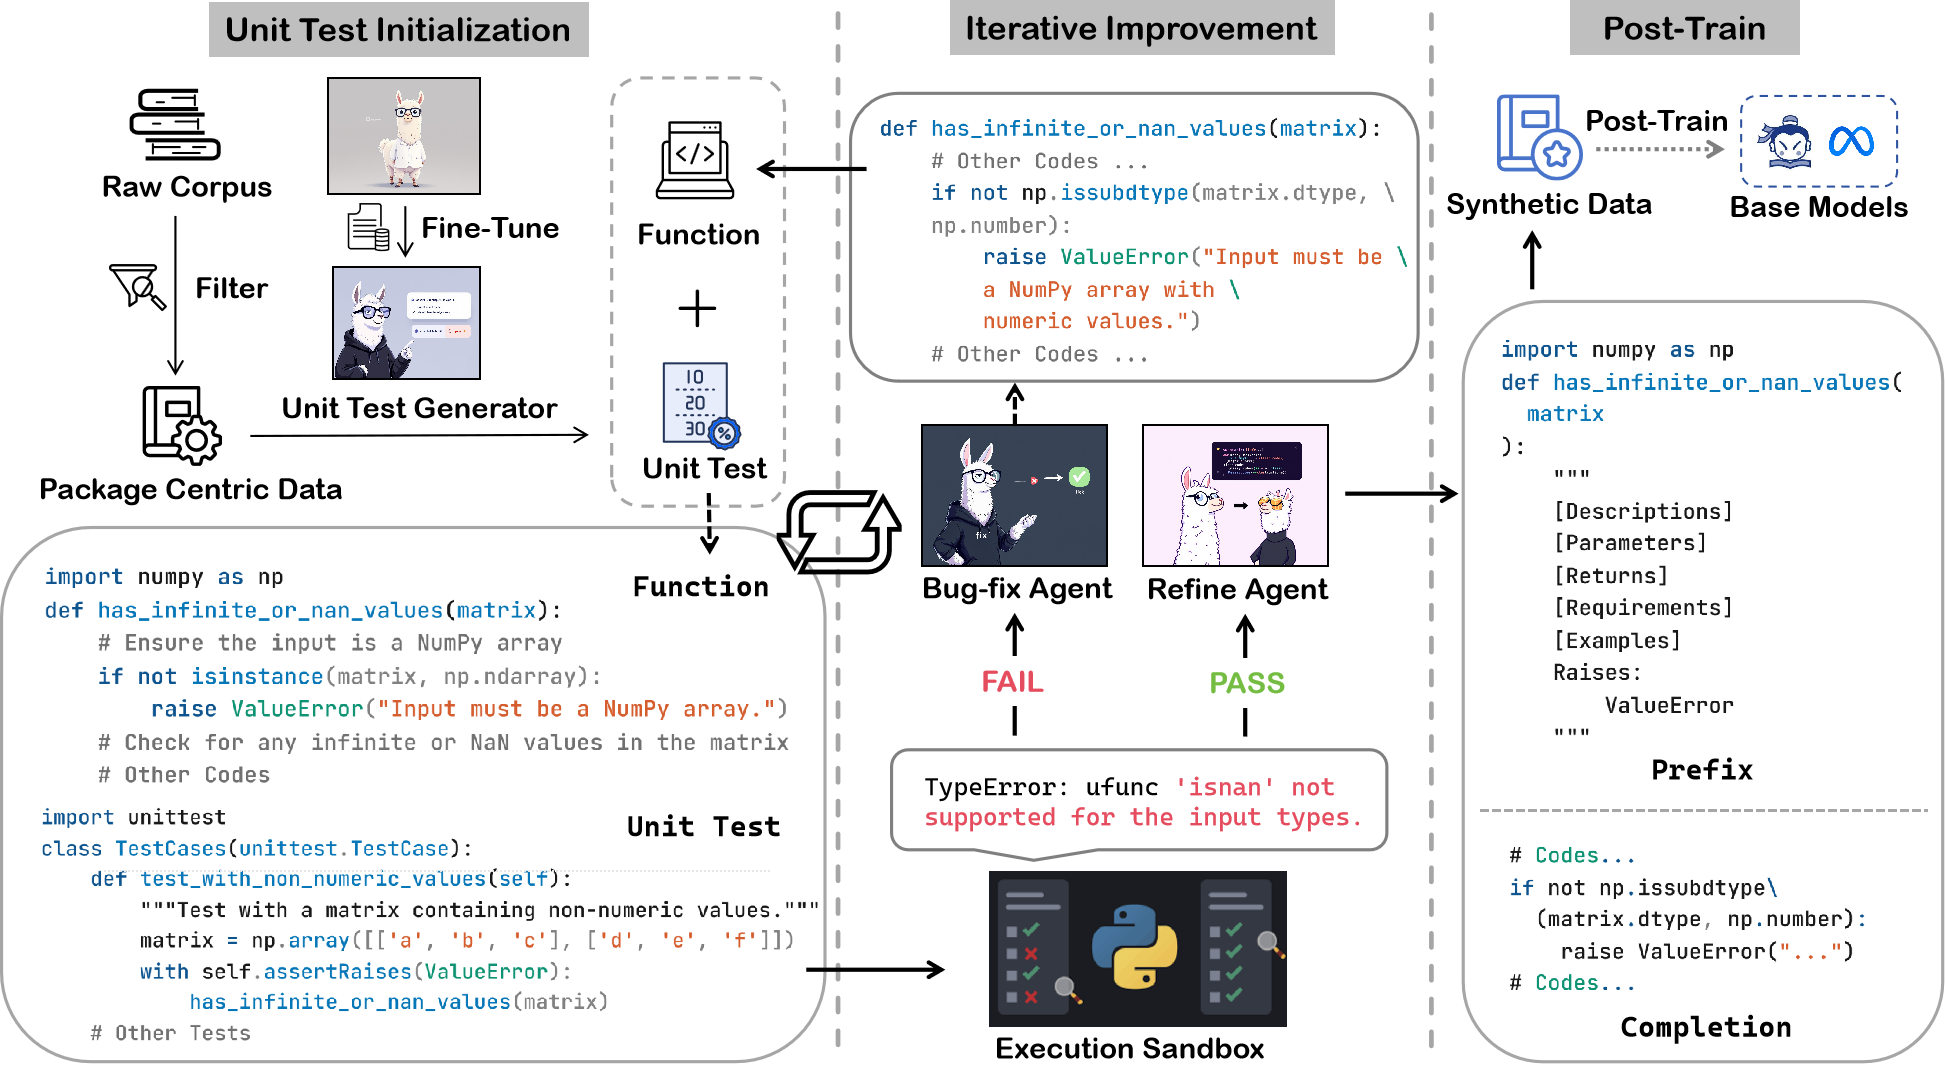 Unit Test Initialization
Raw Corpus
Filter
Fine-Tune
Unit Test Generator
Package Centric Data
Function
+
10
20
30
%
Unit Test
Function
import numpy as np
def has_infinite_or_nan_values(matrix):
# Ensure the input is a NumPy array
if not isinstance(matrix, np.ndarray):
raise ValueError("Input must be a NumPy array.")
# Check for any infinite or NaN values in the matrix
# Other Codes
Unit Test
import unittest
class TestCases(unittest.TestCase):
def test_with_non_numeric_values(self):
"""Test with a matrix containing non-numeric values."""
matrix = np.array([['a', 'b', 'c'], ['d', 'e', 'f']])
with self.assertRaises(ValueError):
has_infinite_or_nan_values(matrix)
# Other Tests
Iterative Improvement
def has_infinite_or_nan_values(matrix):
# Other Codes ...
if not np.issubdtype(matrix.dtype, \
np.number):
raise ValueError("Input must be \
a NumPy array with \
numeric values.")
# Other Codes ...
fix
Bug-fix Agent
Refine Agent
FAIL
PASS
TypeError: ufunc 'isnan' not
supported for the input types.
Execution Sandbox
Post-Train
Post-Train
Synthetic Data
Base Models
import numpy as np
def has_infinite_or_nan_values(
matrix
):
"""
[Descriptions]
[Parameters]
[Returns]
[Requirements]
[Examples]
Raises:
ValueError
"""
Prefix
# Codes...
if not np.issubdtype\
(matrix.dtype, np.number):
raise ValueError("...")
# Codes...
Completion